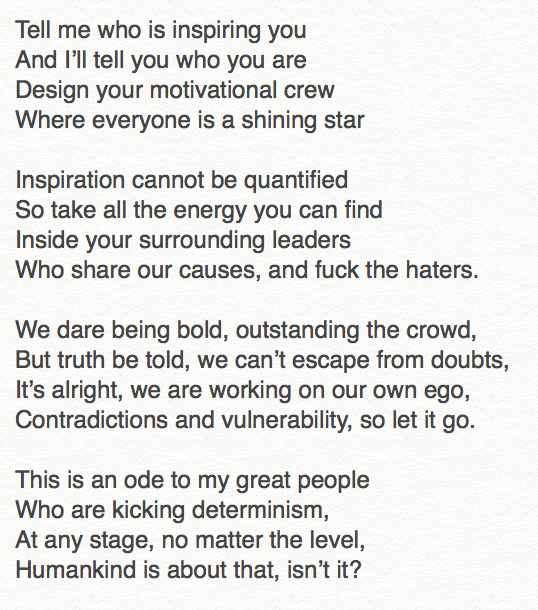 Tell me who is inspiring you
And I’ll tell you who you are
Design your motivational crew
Where everyone is a shining star
Inspiration cannot be quantified
So take all the energy you can find
Inside your surrounding leaders
Who share our causes, and fuck the haters.
We dare being bold, outstanding the crowd,
But truth be told, we can’t escape from doubts,
It’s alright, we are working on our own ego,
Contradictions and vulnerability, so let it go.
This is an ode to my great people
Who are kicking determinism,
At any stage, no matter the level,
Humankind is about that, isn’t it?